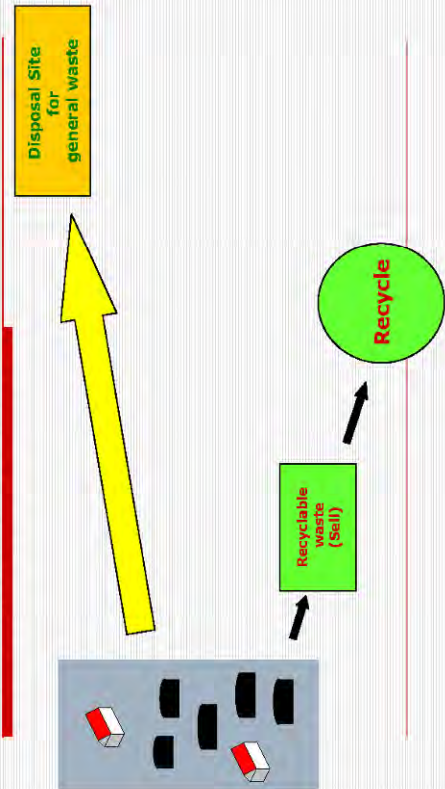 Disposal Site
for
general waste
Recyclable
waste
(Sell)
Recycle